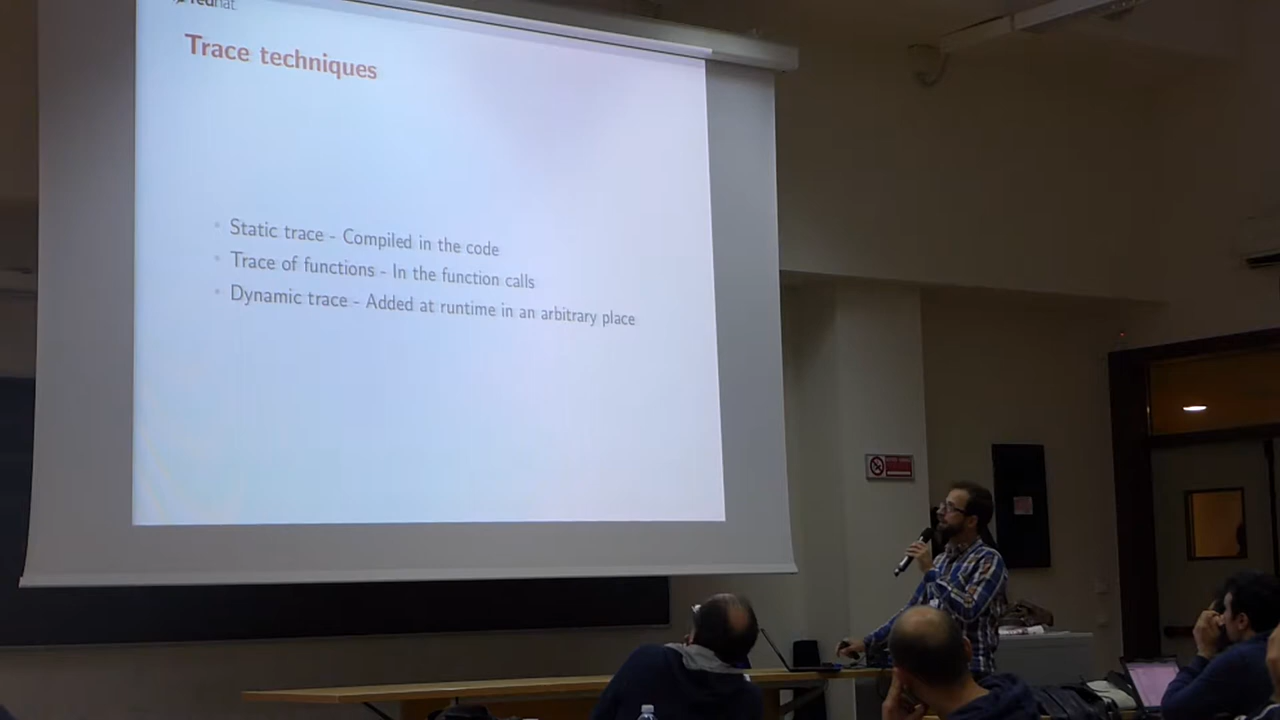 redhat.
Trace techniques
Static trace - Compiled in the code
Trace of functions - In the function calls
Dynamic trace - Added at runtime in an arbitrary place